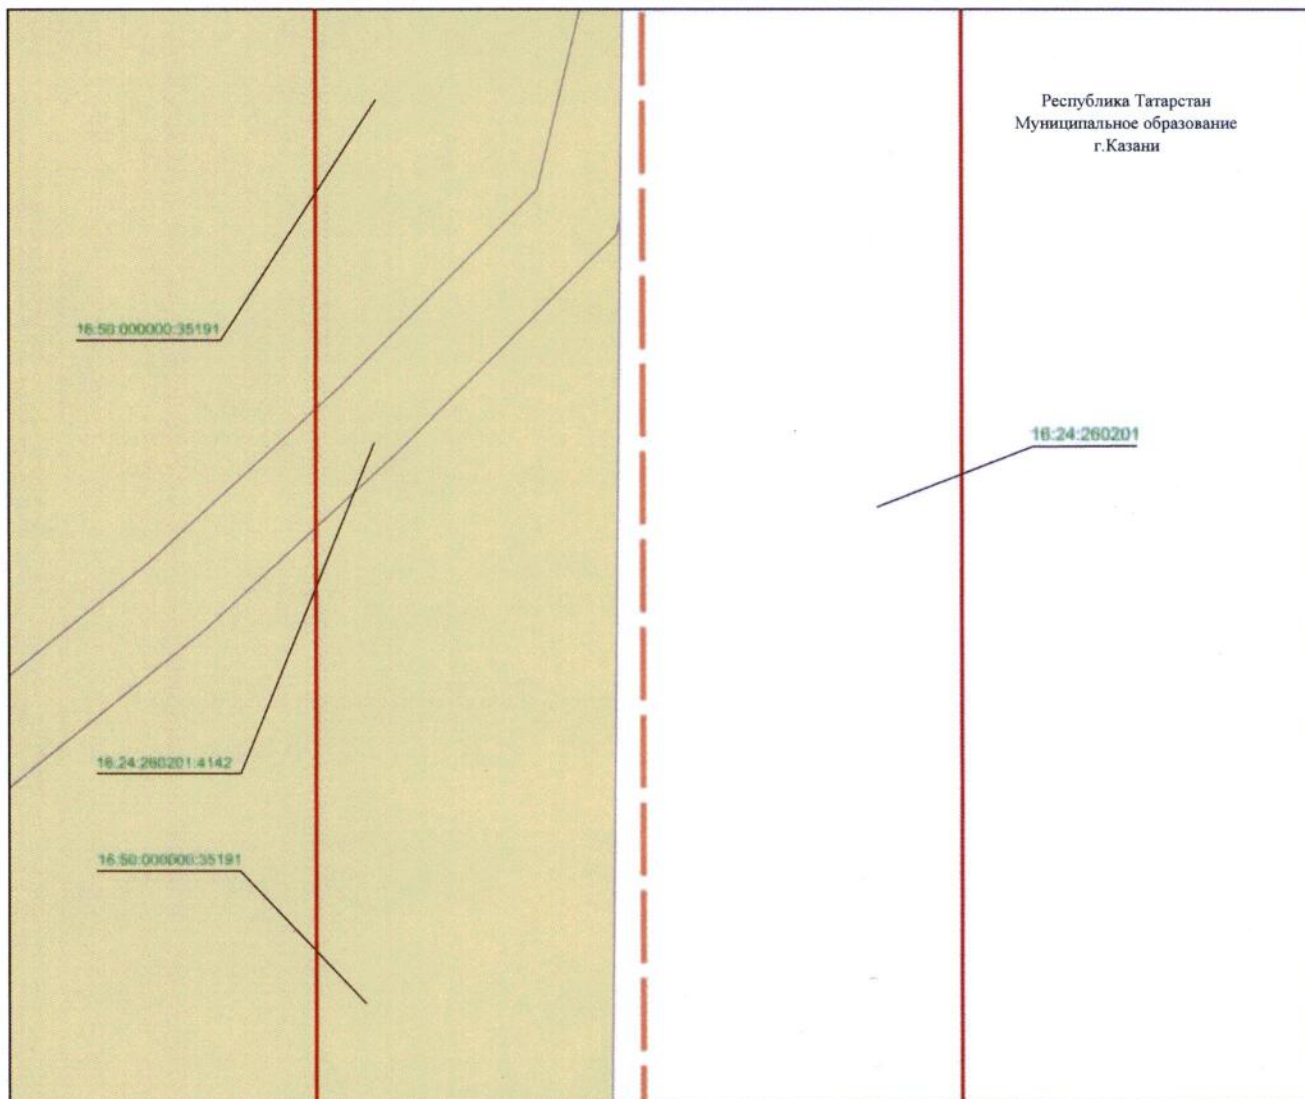 Республика Татарстан
Муниципальное образование
г.Казани
16:50:000000:35191
16:24:260201
16:24:260201:4142
16:50:000000:35191